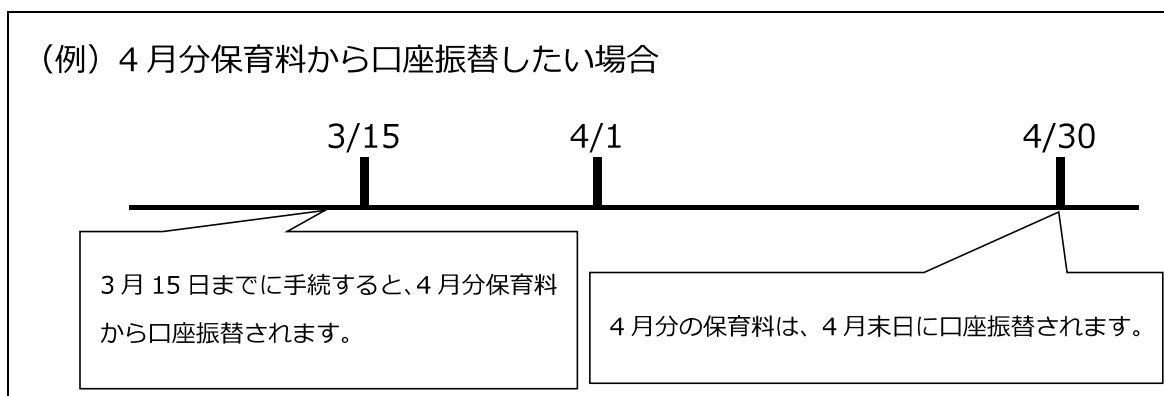 （例）4 月分保育料から口座振替したい場合
3/15 4/1 4/30
3 月 15 日までに手続すると、4 月分保育料
から口座振替されます。
4 月分の保育料は、4 月末日に口座振替されます。